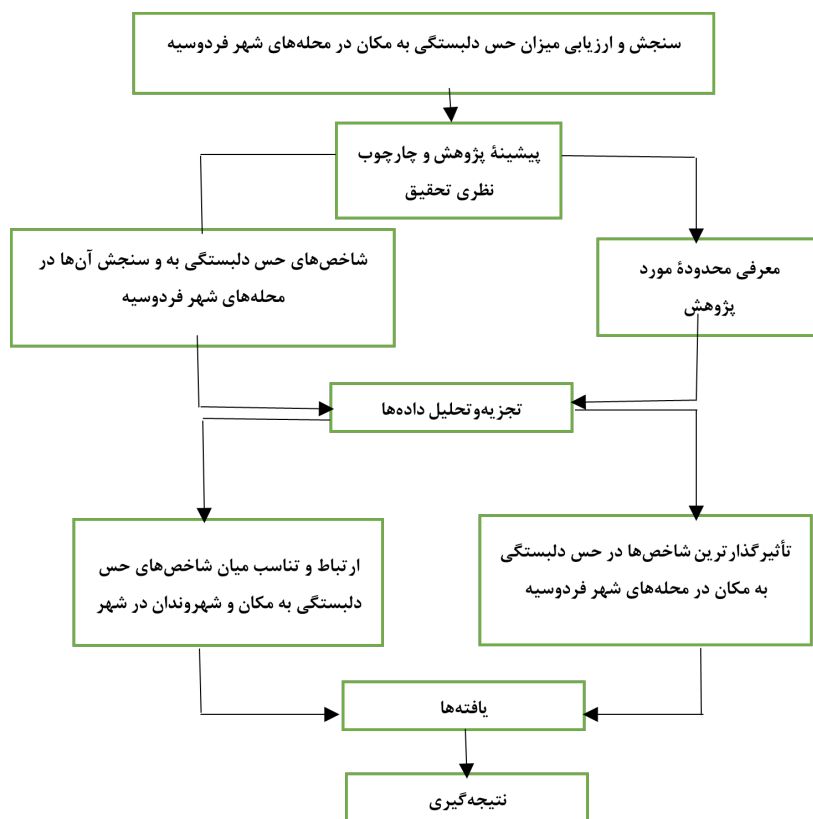 سنجش و ارزیابی میزان حس دلبستگی به مکان در محله‌های شهر فردوسیه
پیشینۀ پژوهش و چارچوب
نظری تحقیق
معرفی محدودۀ مورد
پژوهش
شاخص‌های حس دلبستگی به و سنجش آن‌ها در
محله‌های شهر فردوسیه
تجزیه‌وتحلیل داده‌ها
تأثیرگذارترین شاخص‌ها در حس دلبستگی
به مکان در محله‌های شهر فردوسیه
ارتباط و تناسب میان شاخص‌های حس
دلبستگی به مکان و شهروندان در شهر
یافته‌ها
نتیجه‌گیری